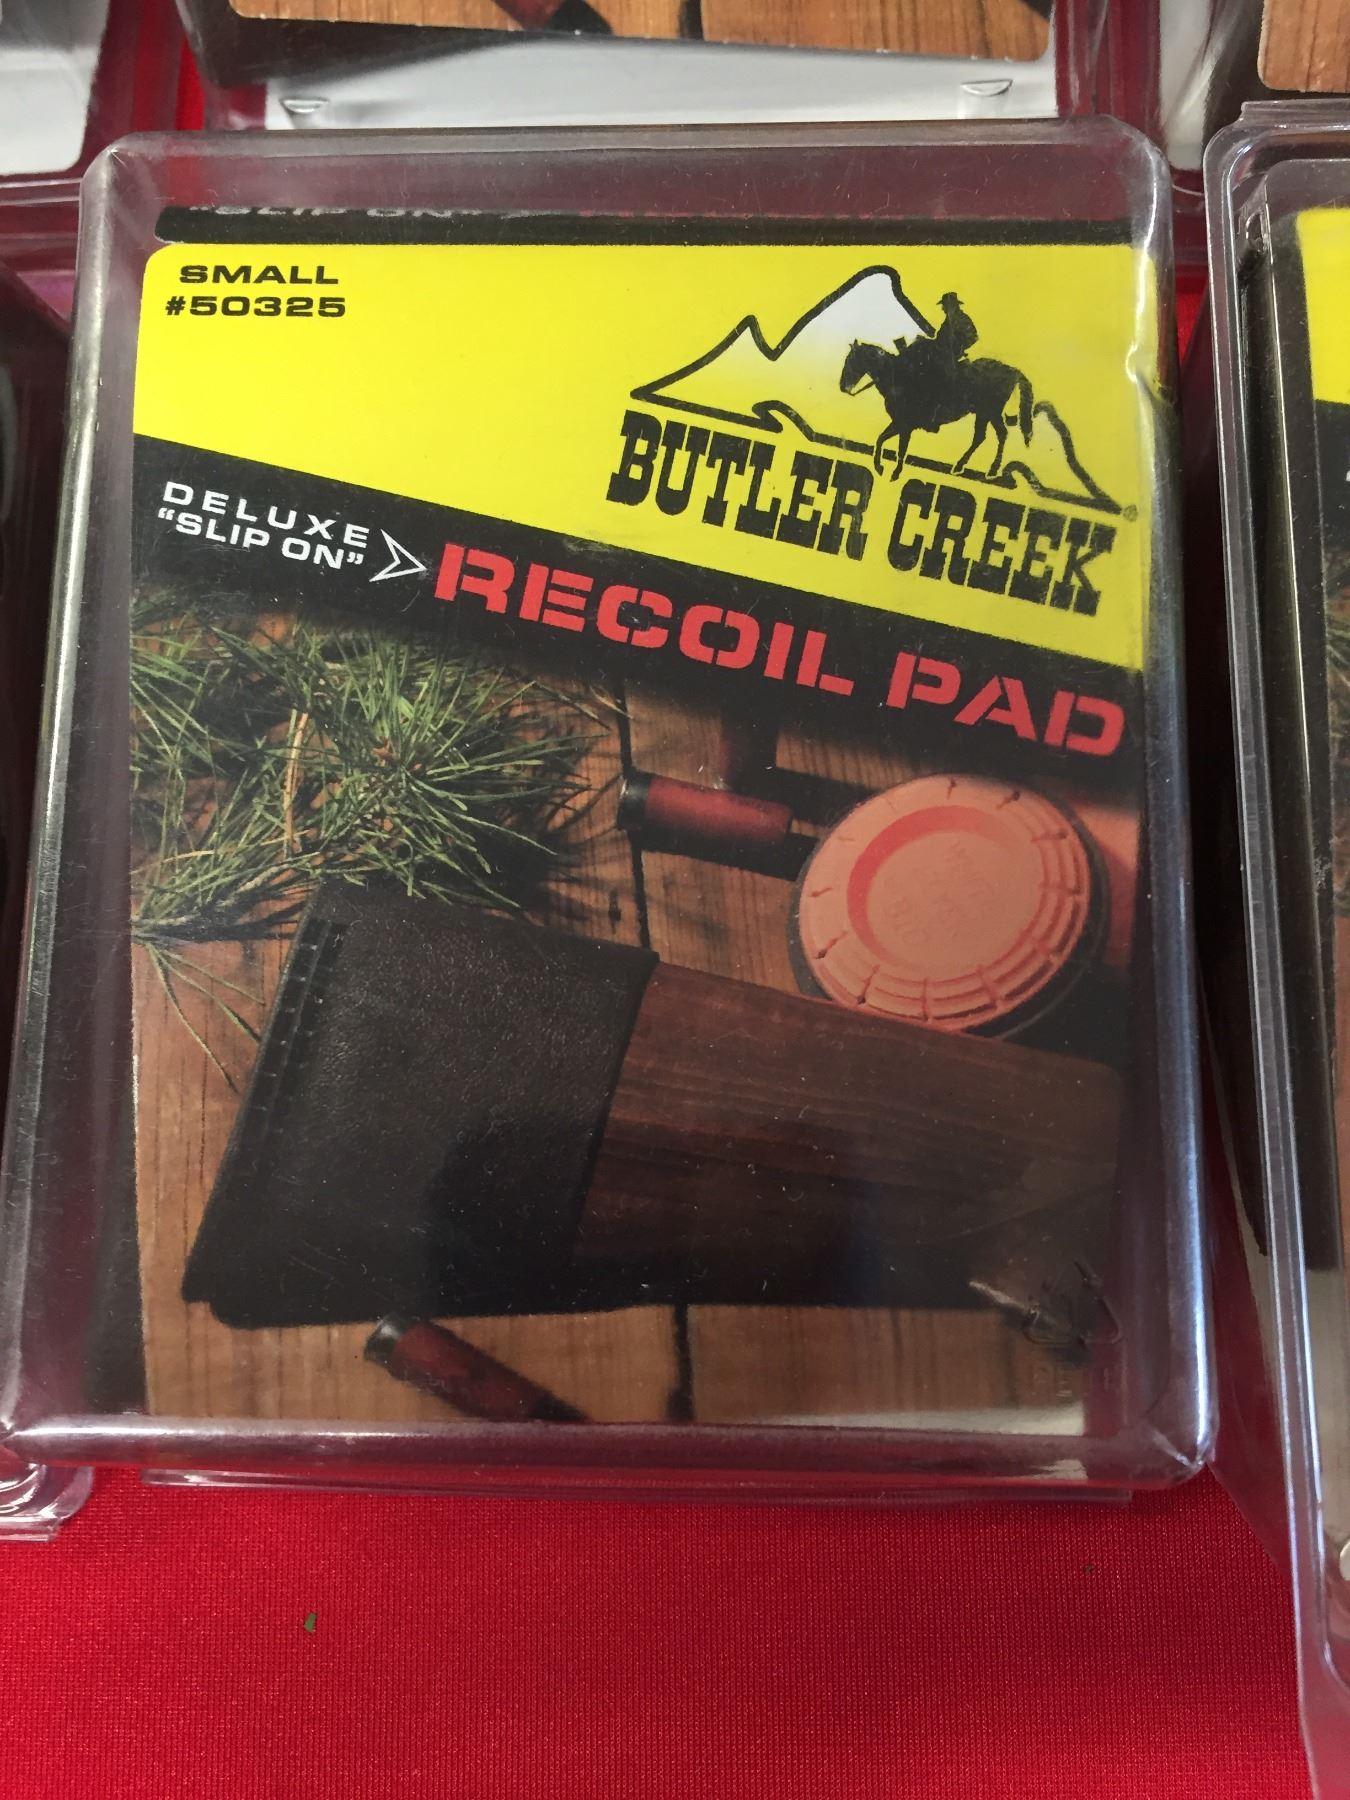 SMALL
#50325
BUTLER CREEK®
DELUXE
“SLIP ON”
RECOIL PAD